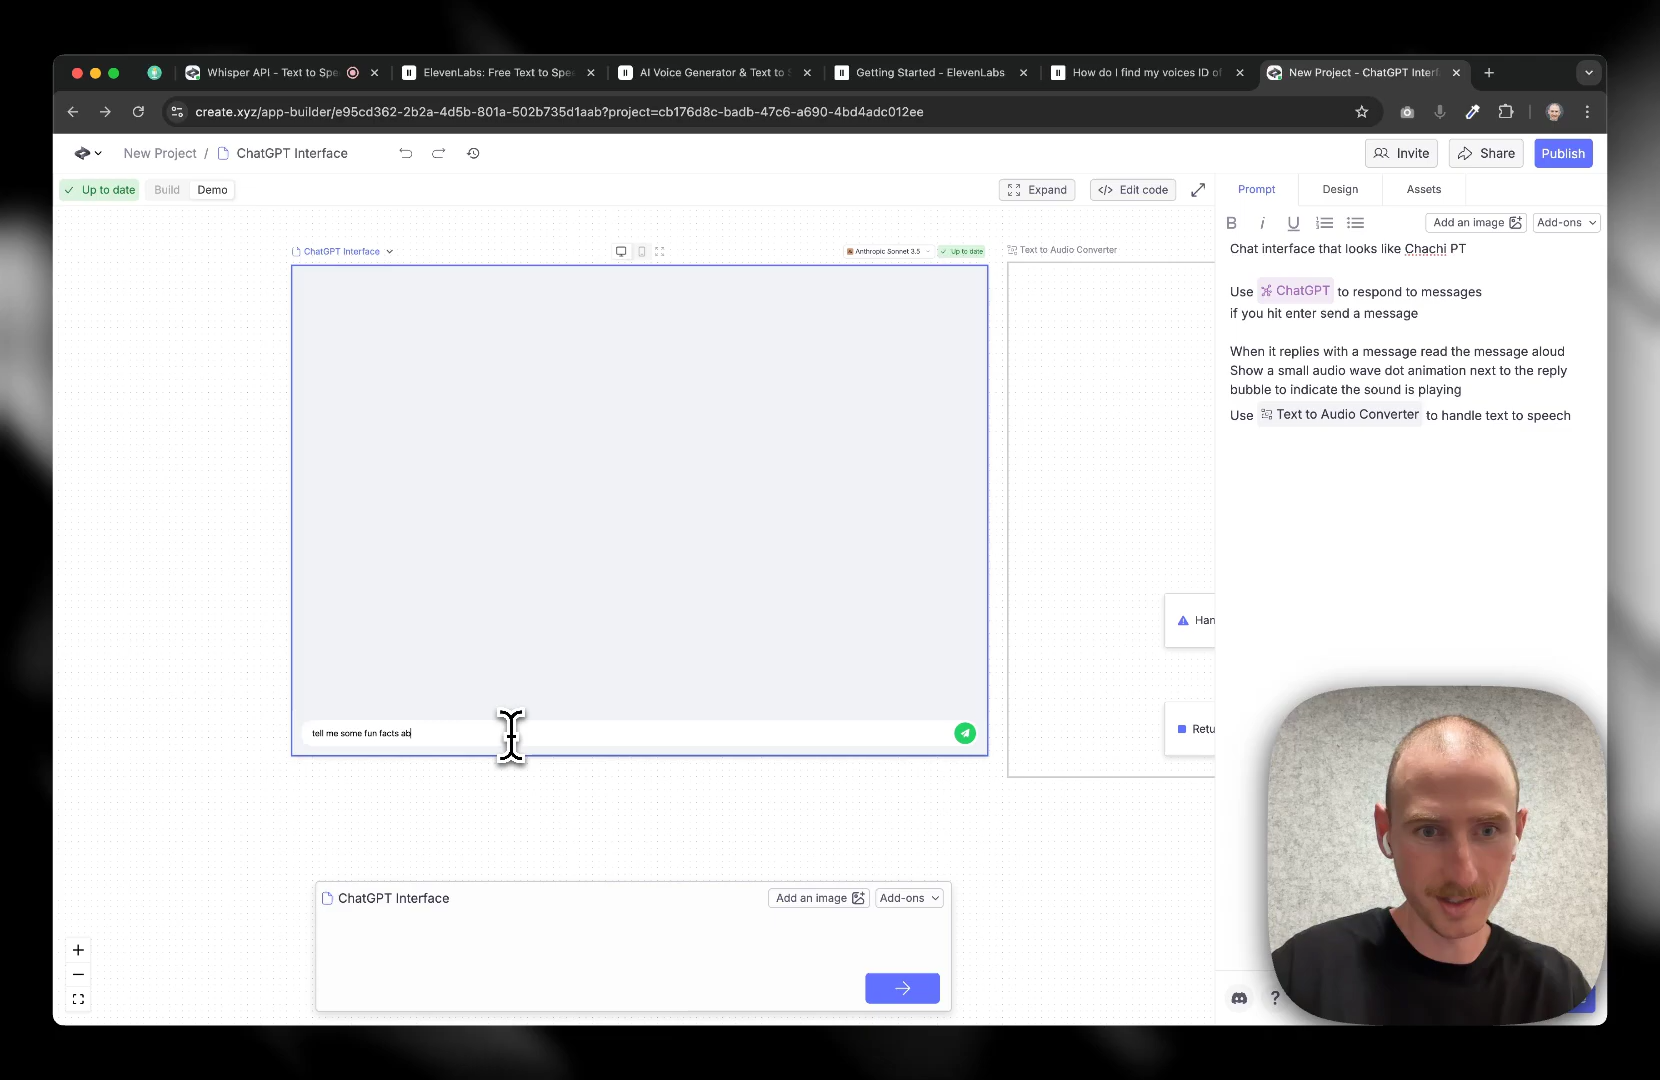 Whisper API - Text to Spe
ElevenLabs: Free Text to Spe
AI Voice Generator & Text to S
Getting Started - ElevenLabs
How do I find my voices ID of
New Project - ChatGPT Interf
create.xyz/app-builder/e95cd362-2b2a-4d5b-801a-502b735d1aab?project=cb176d8c-badb-47c6-a690-4bd4adc012ee
New Project / ChatGPT Interface
Invite
Share
Publish
Up to date
Build
Demo
Expand
</> Edit code
Prompt
Design
Assets
B i U
Add an image
Add-ons
ChatGPT Interface
Anthropic Sonnet 3.5
Up to date
Text to Audio Converter
Chat interface that looks like Chachi PT
Use ChatGPT to respond to messages
if you hit enter send a message
When it replies with a message read the message aloud
Show a small audio wave dot animation next to the reply
bubble to indicate the sound is playing
Use Text to Audio Converter to handle text to speech
Han
Retu
tell me some fun facts ab
ChatGPT Interface
Add an image
Add-ons
?